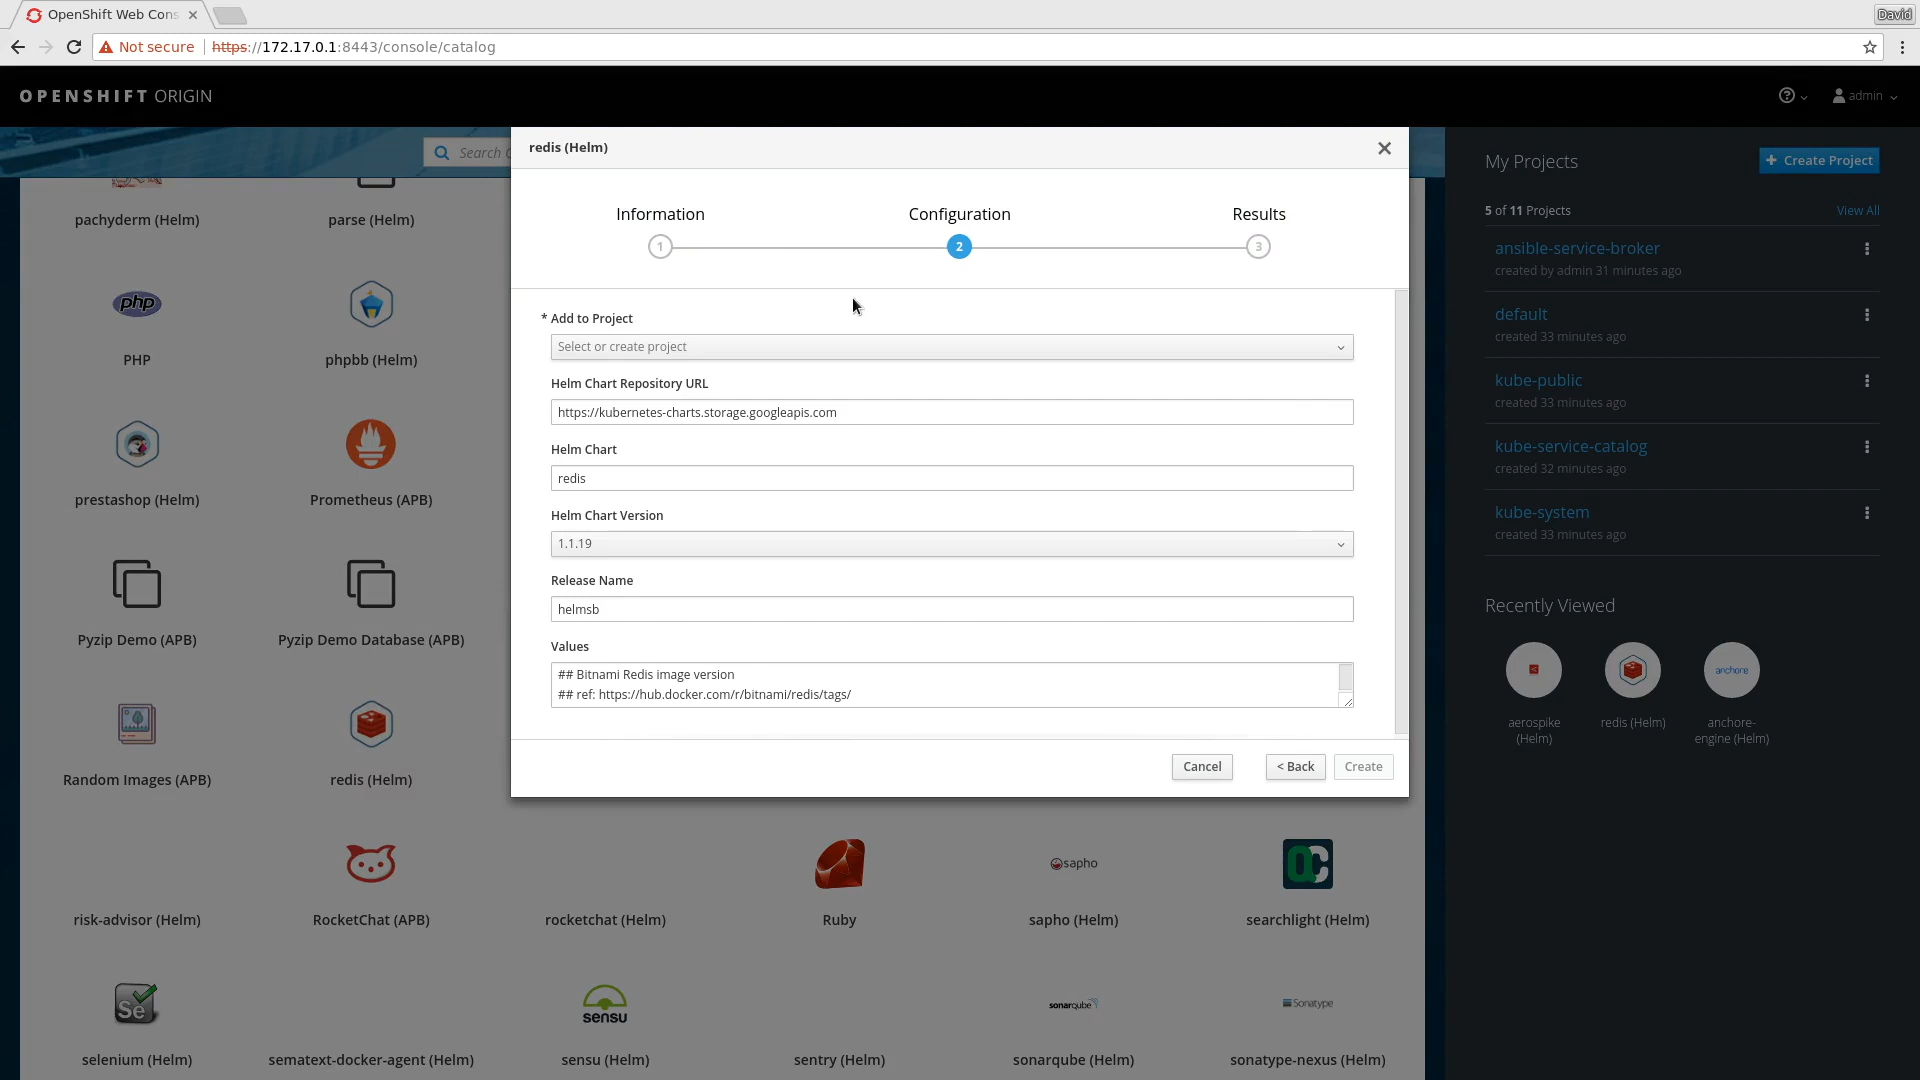 OpenShift Web Cons
David
Not secure
https://172.17.0.1:8443/console/catalog
OPENSHIFT ORIGIN
admin
Search
redis (Helm)
Information
Configuration
Results
1
2
3
* Add to Project
Select or create project
Helm Chart Repository URL
https://kubernetes-charts.storage.googleapis.com
Helm Chart
redis
Helm Chart Version
1.1.19
Release Name
helmsb
Values
## Bitnami Redis image version
## ref: https://hub.docker.com/r/bitnami/redis/tags/
Cancel
< Back
Create
pachyderm (Helm)
parse (Helm)
php
PHP
phpbb (Helm)
prestashop (Helm)
Prometheus (APB)
Pyzip Demo (APB)
Pyzip Demo Database (APB)
Random Images (APB)
redis (Helm)
sapho
risk-advisor (Helm)
RocketChat (APB)
rocketchat (Helm)
Ruby
sapho (Helm)
searchlight (Helm)
Se
sensu
sonarqube
Sonatype
selenium (Helm)
sematext-docker-agent (Helm)
sensu (Helm)
sentry (Helm)
sonarqube (Helm)
sonatype-nexus (Helm)
My Projects
+ Create Project
5 of 11 Projects
View All
ansible-service-broker
created by admin 31 minutes ago
default
created 33 minutes ago
kube-public
created 33 minutes ago
kube-service-catalog
created 32 minutes ago
kube-system
created 33 minutes ago
Recently Viewed
anchore
aerospike
(Helm)
redis (Helm)
anchore-
engine (Helm)